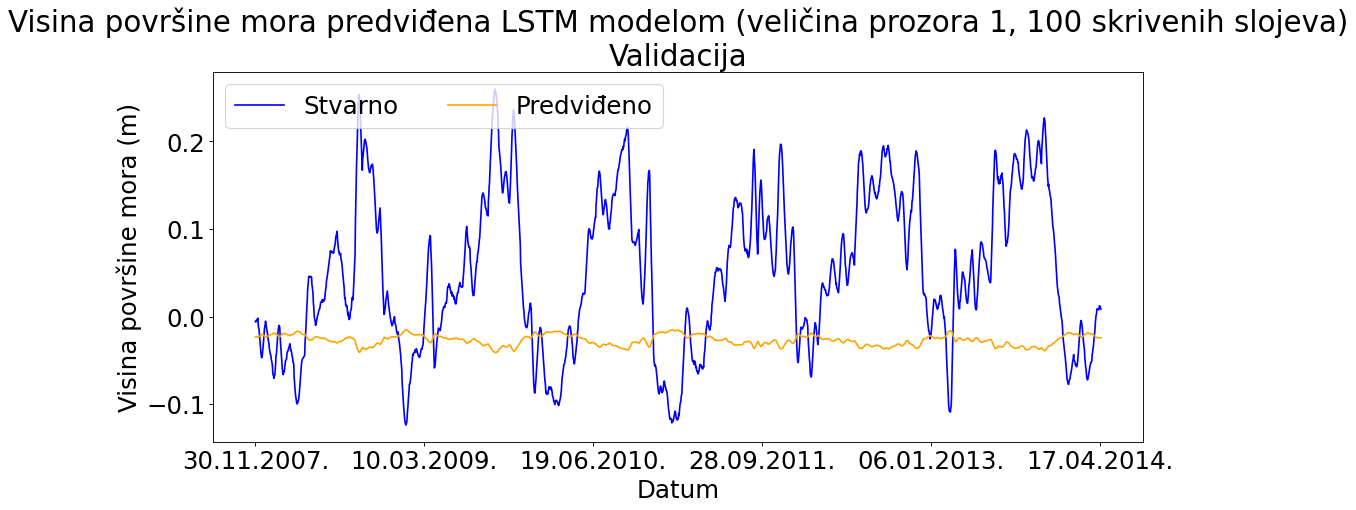 Visina površine mora predviđena LSTM modelom (veličina prozora 1, 100 skrivenih slojeva)
Validacija
Stvarno Predviđeno
Visina površine mora (m)
0.2
0.1
0.0
−0.1
30.11.2007. 10.03.2009. 19.06.2010. 28.09.2011. 06.01.2013. 17.04.2014.
Datum